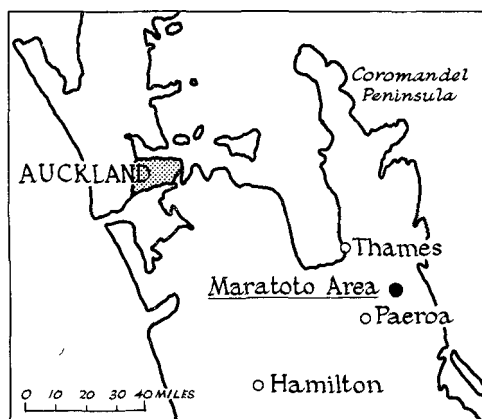 Coromandel
Peninsula
AUCKLAND
Thames
Maratoto Area
Paeroa
Hamilton
0 10 20 30 40 MILES